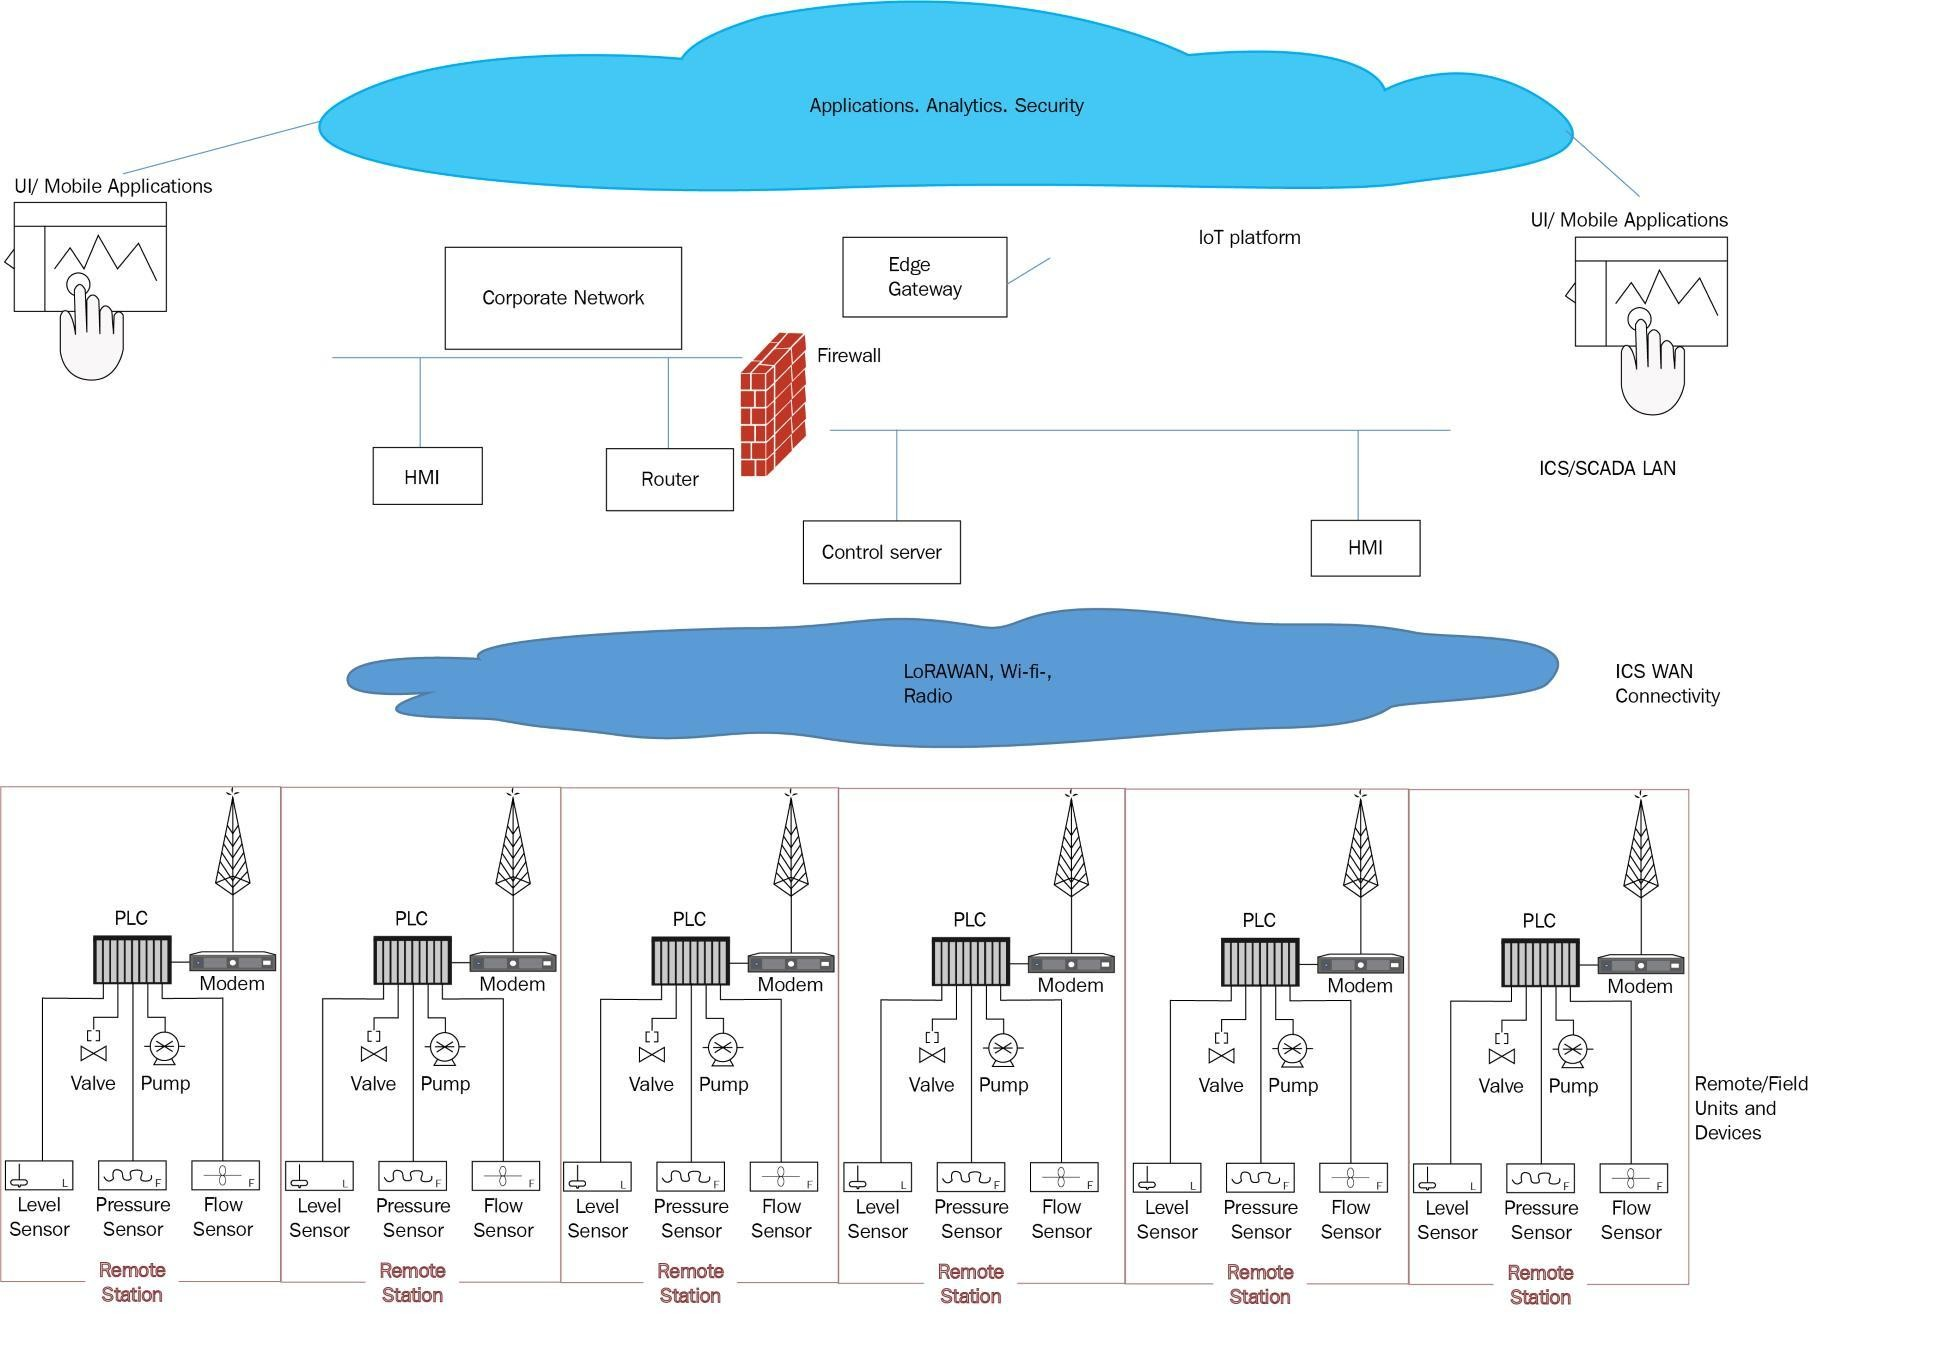 Applications. Analytics. Security
UI/ Mobile Applications
UI/ Mobile Applications
IoT platform
Edge
Gateway
Corporate Network
Firewall
HMI
Router
ICS/SCADA LAN
Control server
HMI
LoRAWAN, Wi-fi-,
Radio
ICS WAN
Connectivity
PLC
Modem
Valve
Pump
L
F
F
Level
Sensor
Pressure
Sensor
Flow
Sensor
Remote
Station
PLC
Modem
Valve
Pump
L
F
F
Level
Sensor
Pressure
Sensor
Flow
Sensor
Remote
Station
PLC
Modem
Valve
Pump
L
F
F
Level
Sensor
Pressure
Sensor
Flow
Sensor
Remote
Station
PLC
Modem
Valve
Pump
L
F
F
Level
Sensor
Pressure
Sensor
Flow
Sensor
Remote
Station
PLC
Modem
Valve
Pump
L
F
F
Level
Sensor
Pressure
Sensor
Flow
Sensor
Remote
Station
PLC
Modem
Valve
Pump
L
F
F
Level
Sensor
Pressure
Sensor
Flow
Sensor
Remote
Station
Remote/Field
Units and
Devices